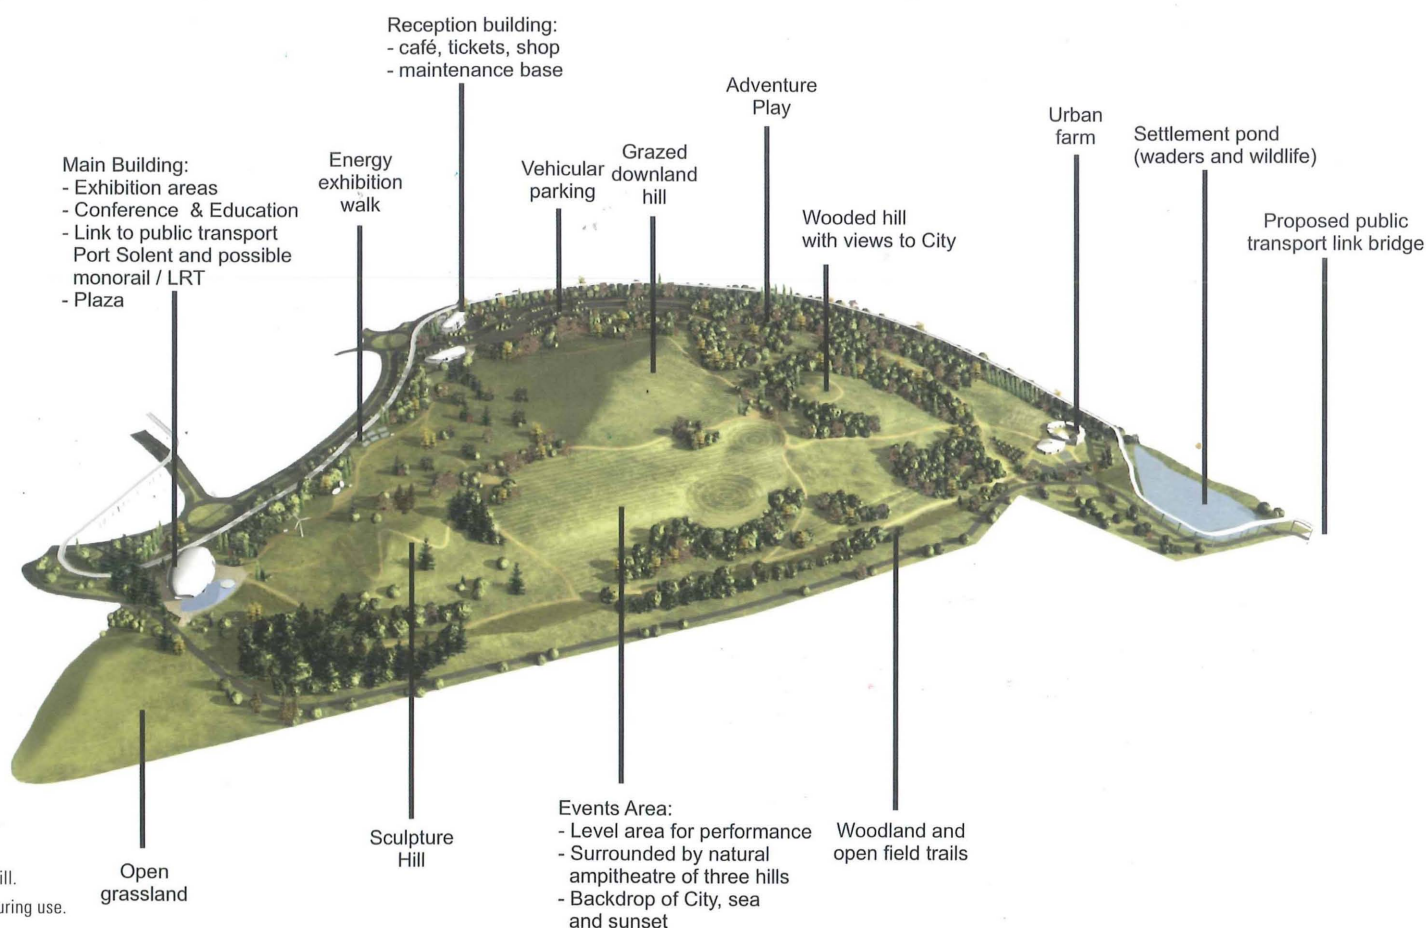 Reception building:
- café, tickets, shop
- maintenance base
Adventure
Play
Urban
farm
Settlement pond
(waders and wildlife)
Proposed public
transport link bridge
Main Building:
- Exhibition areas
- Conference & Education
- Link to public transport
Port Solent and possible
monorail / LRT
- Plaza
Energy
exhibition
walk
Vehicular
parking
Grazed
downland
hill
Wooded hill
with views to City
Open
grassland
Sculpture
Hill
Events Area:
- Level area for performance
- Surrounded by natural
ampitheatre of three hills
- Backdrop of City, sea
and sunset
Woodland and
open field trails
ill.
uring use.